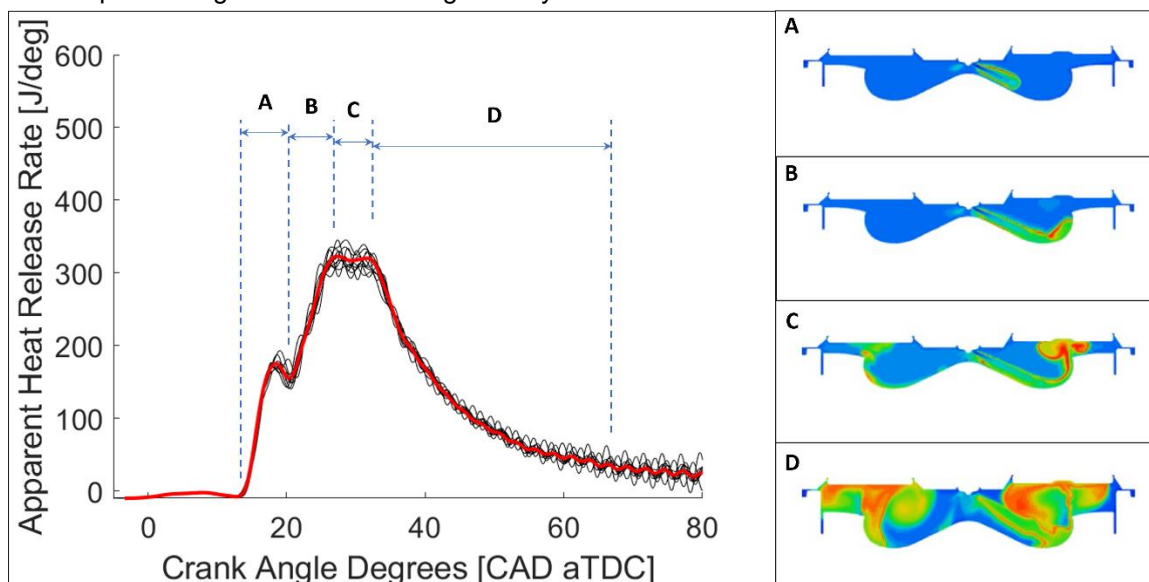 600
500
400
300
200
100
0
Apparent Heat Release Rate [J/deg]
A
B
C
D
0
20
40
60
80
Crank Angle Degrees [CAD aTDC]
A
B
C
D